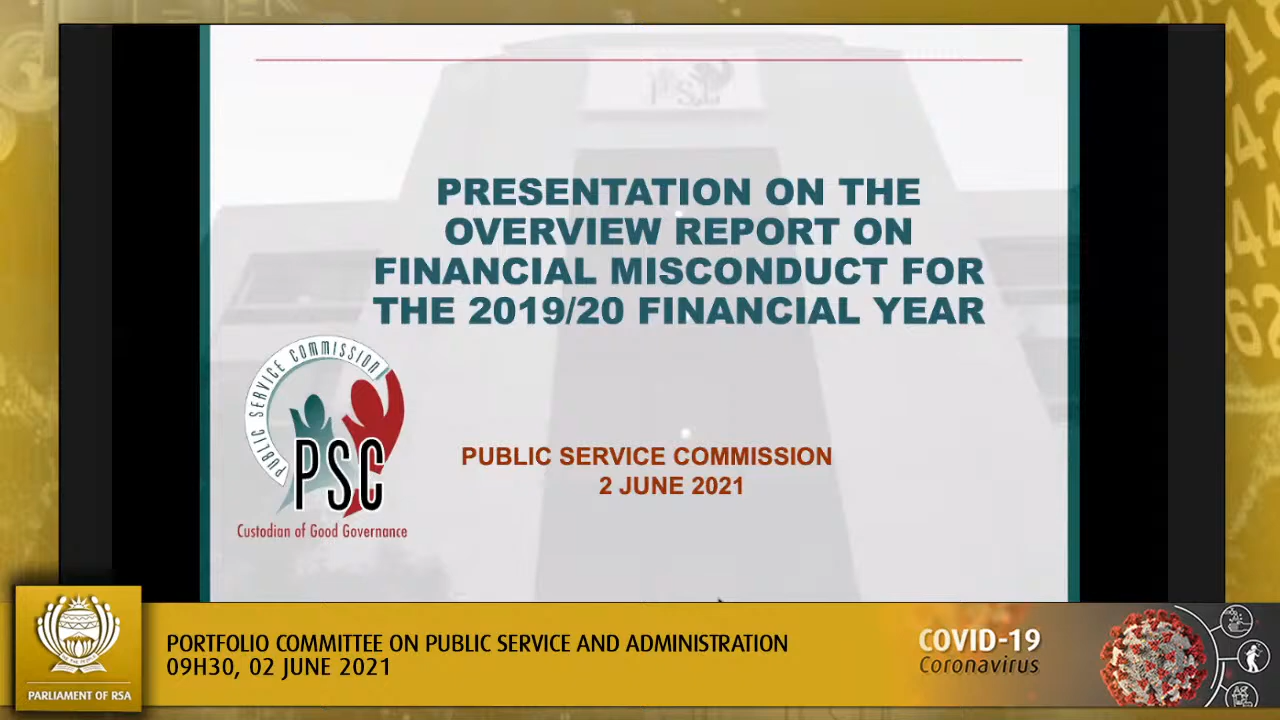 PRESENTATION ON THE
OVERVIEW REPORT ON
FINANCIAL MISCONDUCT FOR
THE 2019/20 FINANCIAL YEAR
PUBLIC SERVICE COMMISSION
PSC
Custodian of Good Governance
PUBLIC SERVICE COMMISSION
2 JUNE 2021
PARLIAMENT OF RSA
PORTFOLIO COMMITTEE ON PUBLIC SERVICE AND ADMINISTRATION
09H30, 02 JUNE 2021
COVID-19
Coronavirus